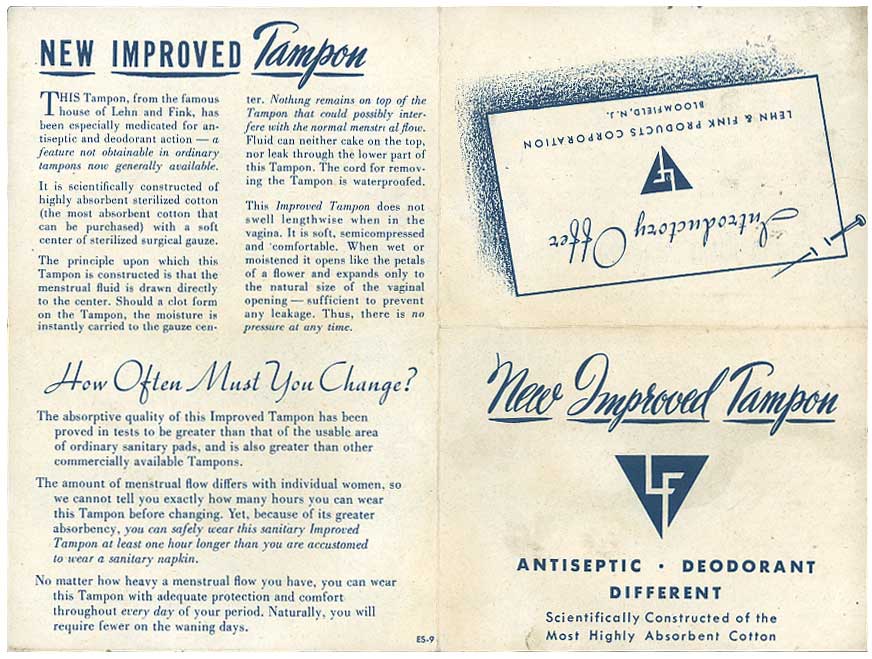 NEW IMPROVED Tampon
THIS Tampon, from the famous
house of Lehn and Fink, has
been especially medicated for an-
tiseptic and deodorant action — a
feature not obtainable in ordinary
tampons now generally available.
It is scientifically constructed of
highly absorbent sterilized cotton
(the most absorbent cotton that
can be purchased) with a soft
center of sterilized surgical gauze.
The principle upon which this
Tampon is constructed is that the
menstrual fluid is drawn directly
to the center. Should a clot form
on the Tampon, the moisture is
instantly carried to the gauze cen-
ter. Nothing remains on top of the
Tampon that could possibly inter-
fere with the normal menstr al flow.
Fluid can neither cake on the top,
nor leak through the lower part of
this Tampon. The cord for remov-
ing the Tampon is waterproofed.
This Improved Tampon does not
swell lengthwise when in the
vagina. It is soft, semicompressed
and comfortable. When wet or
moistened it opens like the petals
of a flower and expands only to
the natural size of the vaginal
opening — sufficient to prevent
any leakage. Thus, there is no
pressure at any time.
How Often Must You Change?
The absorptive quality of this Improved Tampon has been
proved in tests to be greater than that of the usable area
of ordinary sanitary pads, and is also greater than other
commercially available Tampons.
The amount of menstrual flow differs with individual women, so
we cannot tell you exactly how many hours you can wear
this Tampon before changing. Yet, because of its greater
absorbency, you can safely wear this sanitary Improved
Tampon at least one hour longer than you are accustomed
to wear a sanitary napkin.
No matter how heavy a menstrual flow you have, you can wear
this Tampon with adequate protection and comfort
throughout every day of your period. Naturally, you will
require fewer on the waning days.
ES-9
Introductory Offer
LF
LEHN & FINK PRODUCTS CORPORATION
BLOOMFIELD, N. J.
New Improved Tampon
LF
ANTISEPTIC · DEODORANT
DIFFERENT
Scientifically Constructed of the
Most Highly Absorbent Cotton